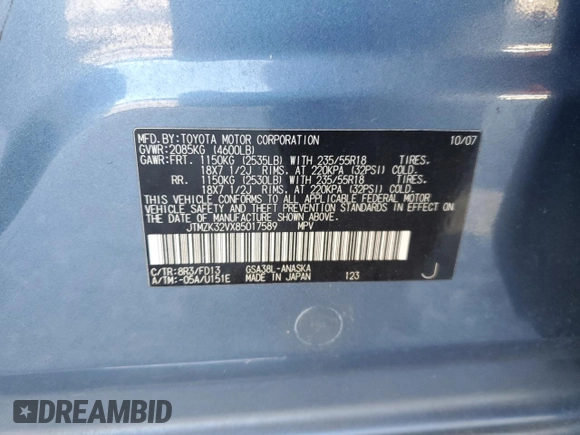 MFD. BY: TOYOTA MOTOR CORPORATION 10/07
GVWR: 2085KG (4600LB)
GAWR: FRT. 1150KG (2535LB) WITH 235/55R18 TIRES.
18X7 1/2J RIMS. AT 220KPA (32PSI) COLD.
RR. 1150KG (2530LB) WITH 235/55R18 TIRES.
18X7 1/2J RIMS. AT 220KPA (32PSI) COLD.
THIS VEHICLE CONFORMS TO ALL APPLICABLE FEDERAL MOTOR
VEHICLE SAFETY AND THEFT PREVENTION STANDARDS IN EFFECT ON
THE DATE OF MANUFACTURE SHOWN ABOVE.
JTMZK32VX85017589 MPV
C/TR: 8R3/FD13 GSA38L-ANASKA
A/TM: -05A/U151E MADE IN JAPAN 123 J
DREAMBID